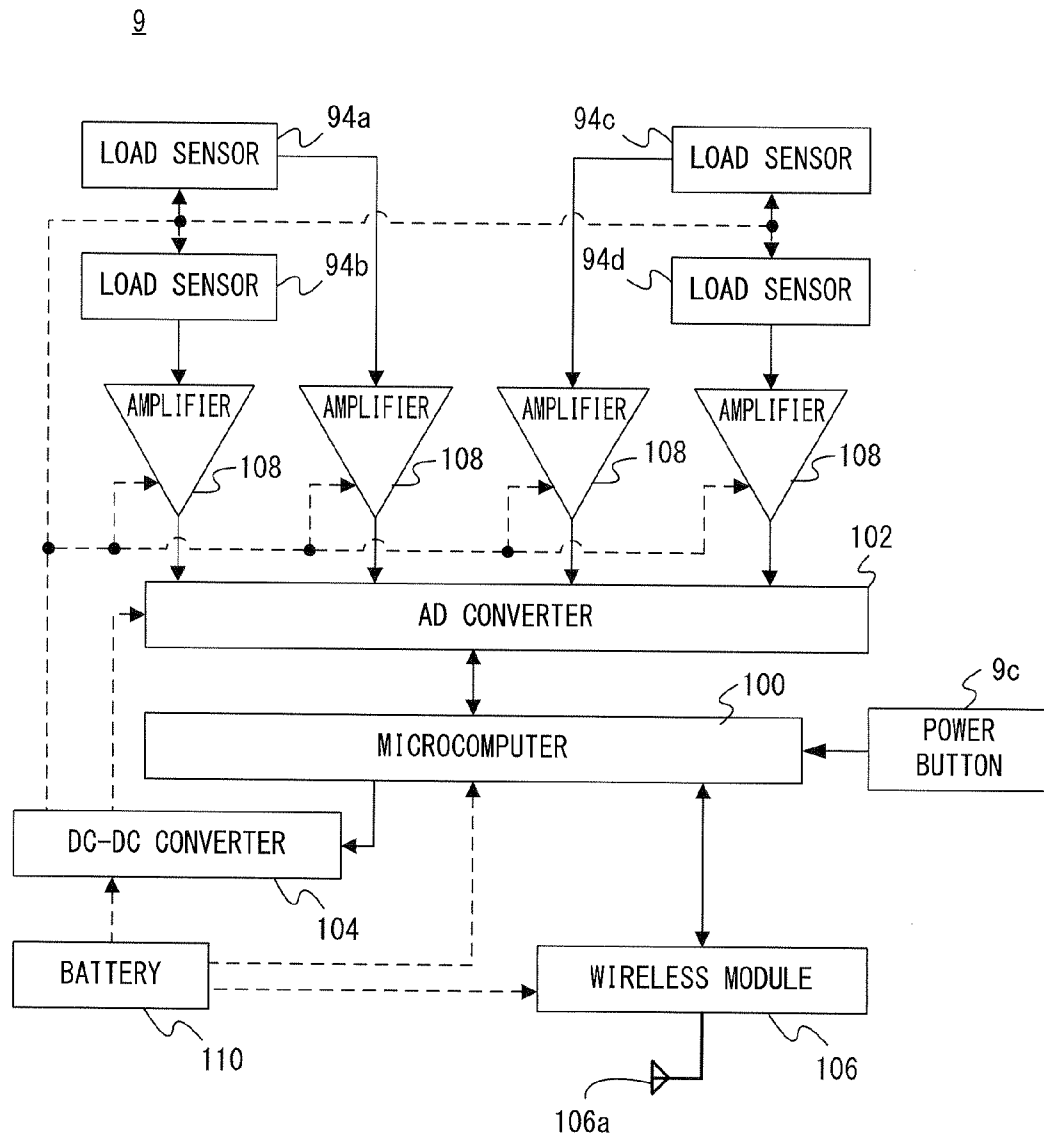 9
94a
94c
LOAD SENSOR
LOAD SENSOR
94b
94d
LOAD SENSOR
LOAD SENSOR
AMPLIFIER
AMPLIFIER
AMPLIFIER
AMPLIFIER
108
108
108
108
102
AD CONVERTER
100
9c
MICROCOMPUTER
POWER
BUTTON
DC-DC CONVERTER
104
BATTERY
WIRELESS MODULE
110
106
106a